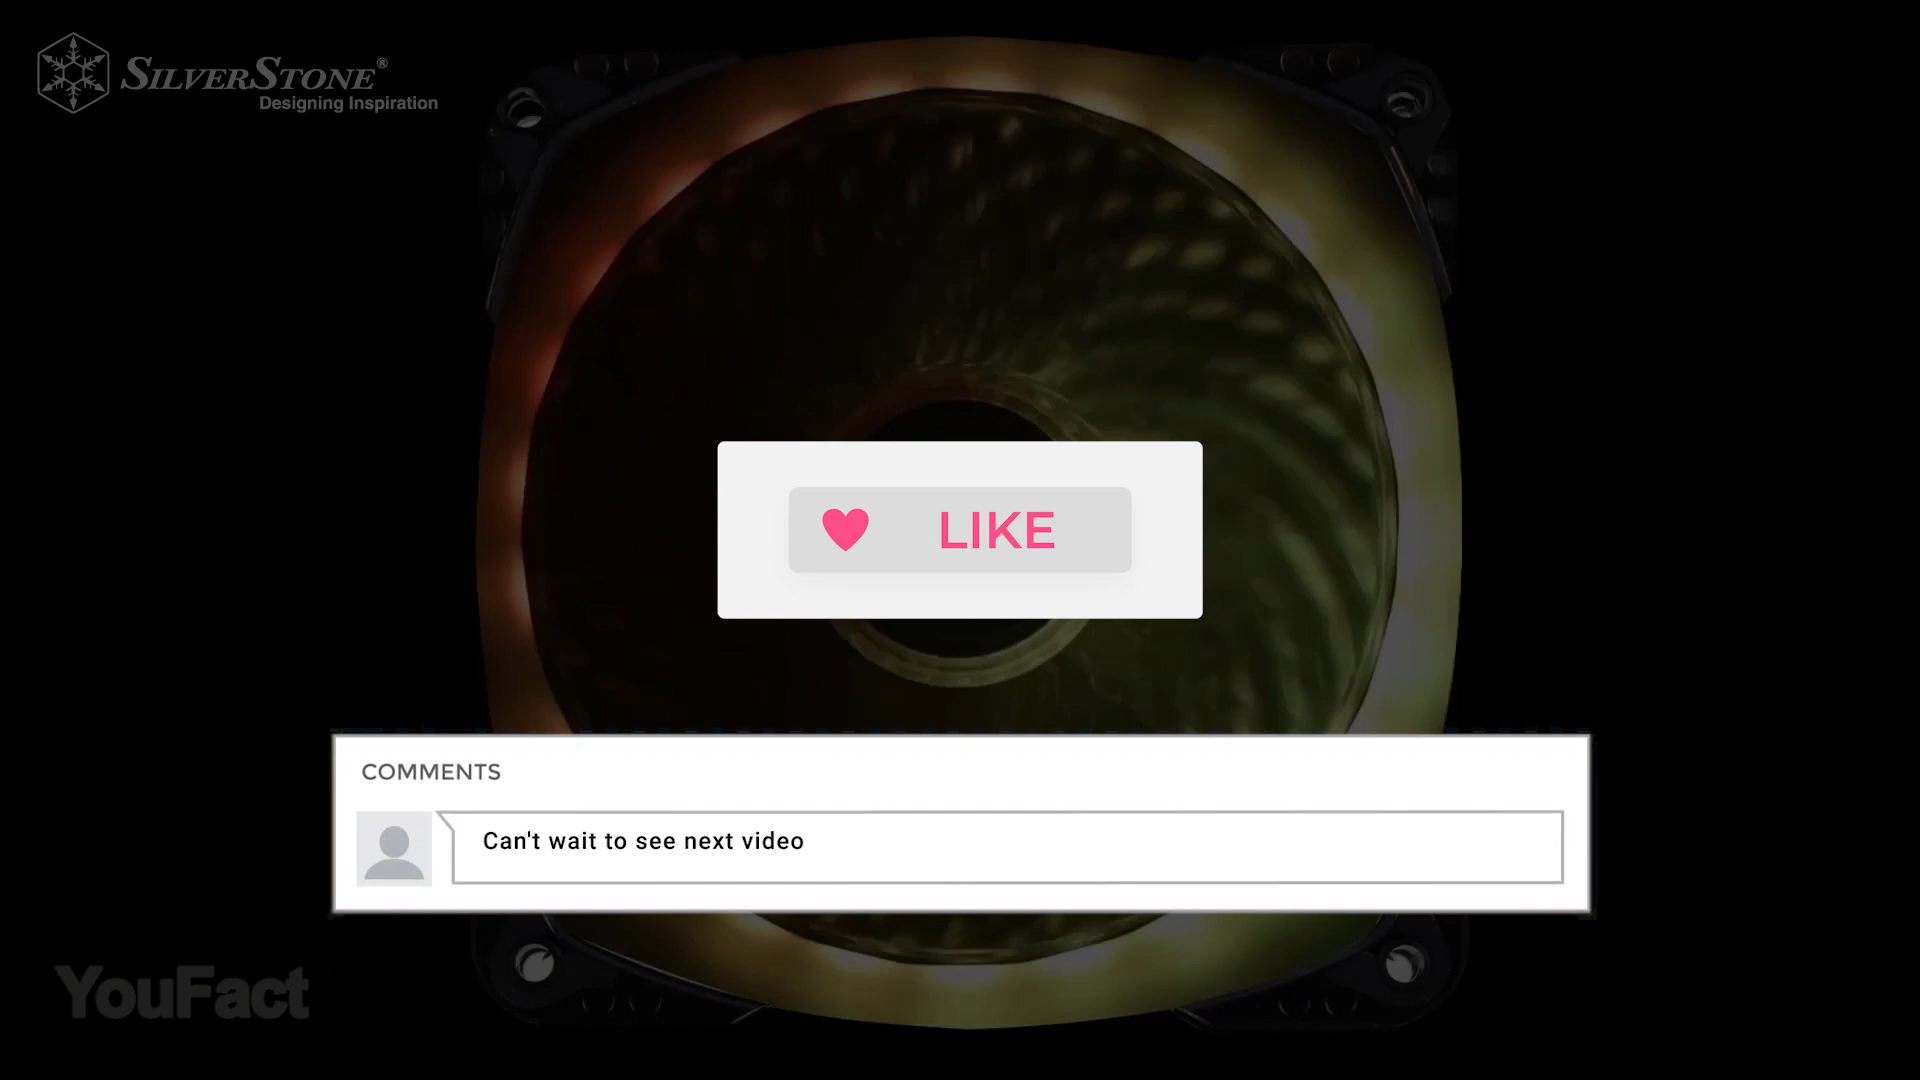 SILVERSTONE®
Designing Inspiration
LIKE
COMMENTS
Can't wait to see next video
YouFact